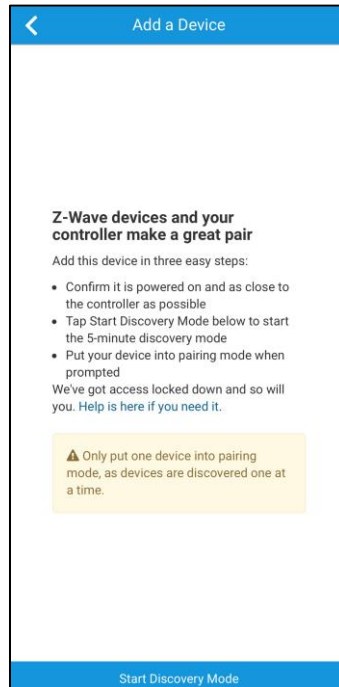 Add a Device
Z-Wave devices and your
controller make a great pair
Add this device in three easy steps:
• Confirm it is powered on and as close to
the controller as possible
• Tap Start Discovery Mode below to start
the 5-minute discovery mode
• Put your device into pairing mode when
prompted
We've got access locked down and so will
you. Help is here if you need it.
Only put one device into pairing
mode, as devices are discovered one at
a time.
Start Discovery Mode